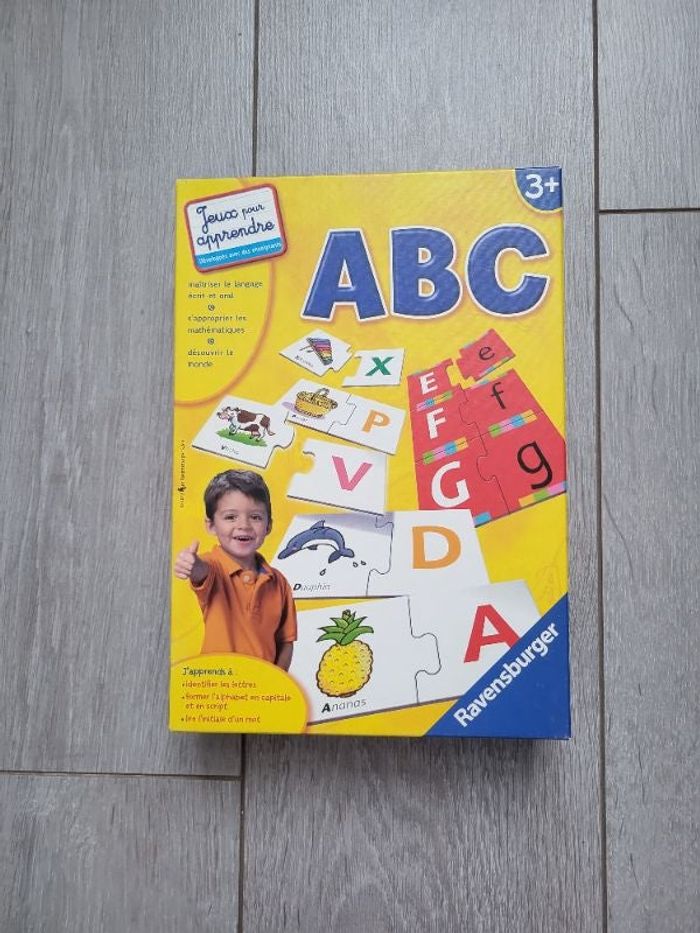 3+
Jeux pour
apprendre
Développés avec des enseignants
ABC
maîtriser le langage
écrit et oral
s'approprier les
mathématiques
découvrir le
monde
X
e
E
P
f
F
Vache
V
g
G
D
Dauphin
A
Ananas
J'apprends à :
• identifier les lettres
• former l'alphabet en capitale
et en script
• lire l'initiale d'un mot
Ravensburger